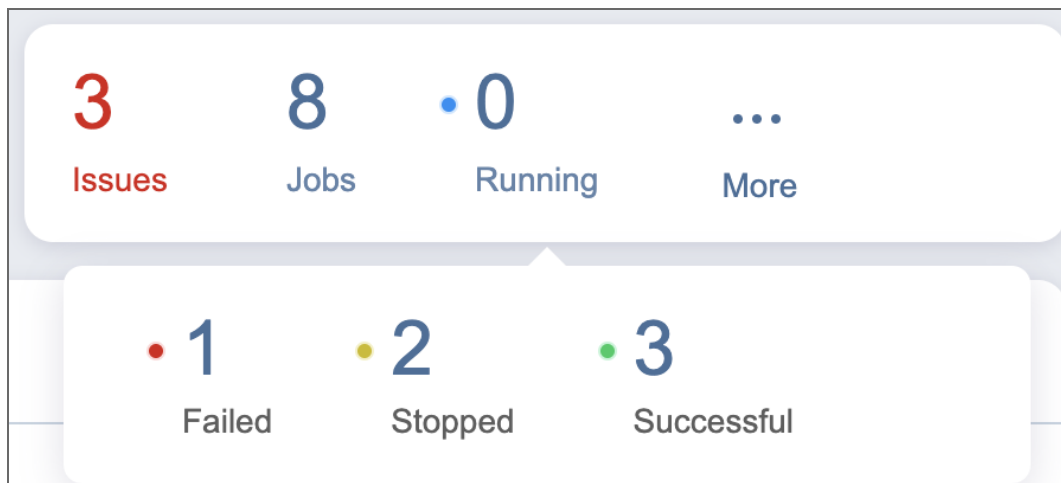 3 8 0 ...
Issues Jobs Running More
1 2 3
Failed Stopped Successful